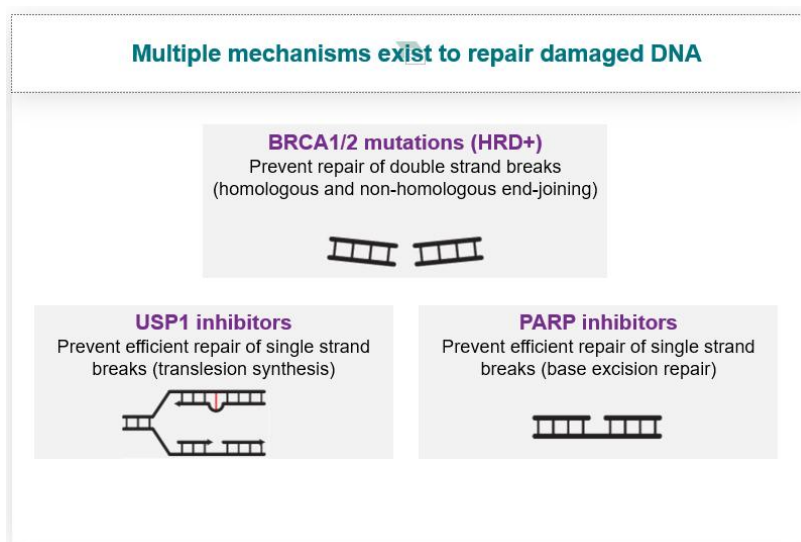 Multiple mechanisms exist to repair damaged DNA
BRCA1/2 mutations (HRD+)
Prevent repair of double strand breaks
(homologous and non-homologous end-joining)
USP1 inhibitors
Prevent efficient repair of single strand
breaks (translesion synthesis)
PARP inhibitors
Prevent efficient repair of single strand
breaks (base excision repair)